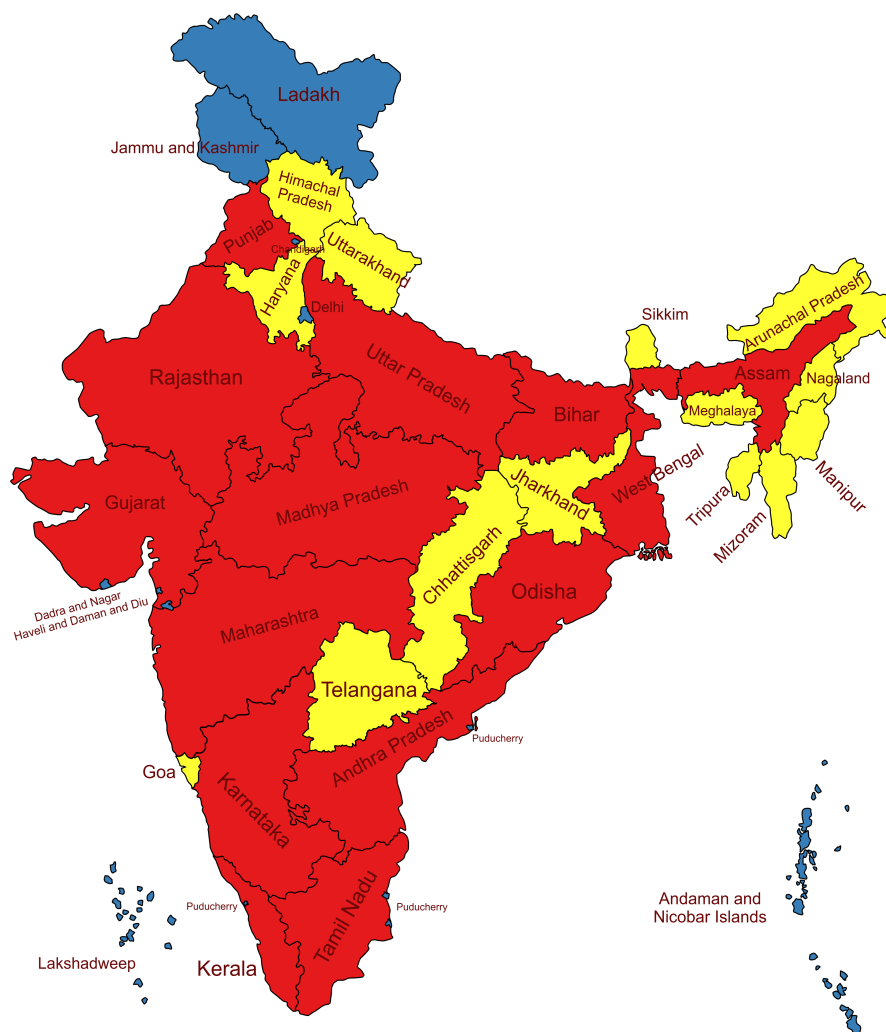 Ladakh
Jammu and Kashmir
Himachal
Pradesh
Punjab
Chandigarh
Uttarakhand
Haryana
Delhi
Sikkim
Arunachal Pradesh
Rajasthan
Uttar Pradesh
Assam
Nagaland
Bihar
Meghalaya
Gujarat
Madhya Pradesh
Jharkhand
West Bengal
Tripura
Mizoram
Manipur
Chhattisgarh
Odisha
Dadra and Nagar
Haveli and Daman and Diu
Maharashtra
Telangana
Andhra Pradesh
Puducherry
Goa
Karnataka
Puducherry
Tamil Nadu
Puducherry
Andaman and
Nicobar Islands
Lakshadweep
Kerala